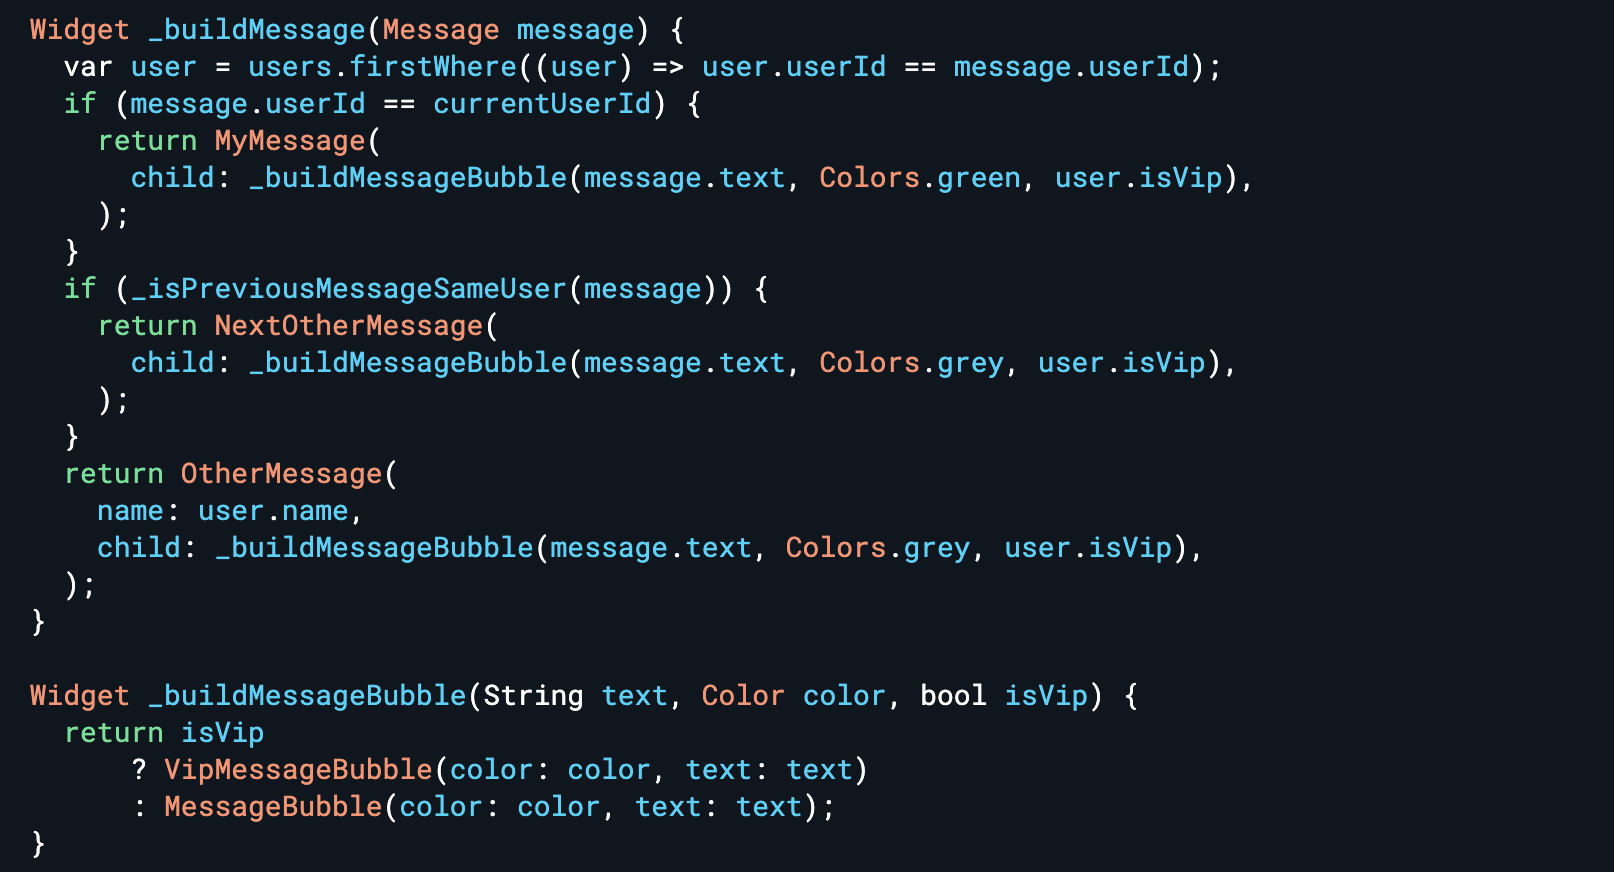 Widget _buildMessage(Message message) {
  var user = users.firstWhere((user) => user.userId == message.userId);
  if (message.userId == currentUserId) {
    return MyMessage(
      child: _buildMessageBubble(message.text, Colors.green, user.isVip),
    );
  }
  if (_isPreviousMessageSameUser(message)) {
    return NextOtherMessage(
      child: _buildMessageBubble(message.text, Colors.grey, user.isVip),
    );
  }
  return OtherMessage(
    name: user.name,
    child: _buildMessageBubble(message.text, Colors.grey, user.isVip),
  );
}

Widget _buildMessageBubble(String text, Color color, bool isVip) {
  return isVip
      ? VipMessageBubble(color: color, text: text)
      : MessageBubble(color: color, text: text);
}